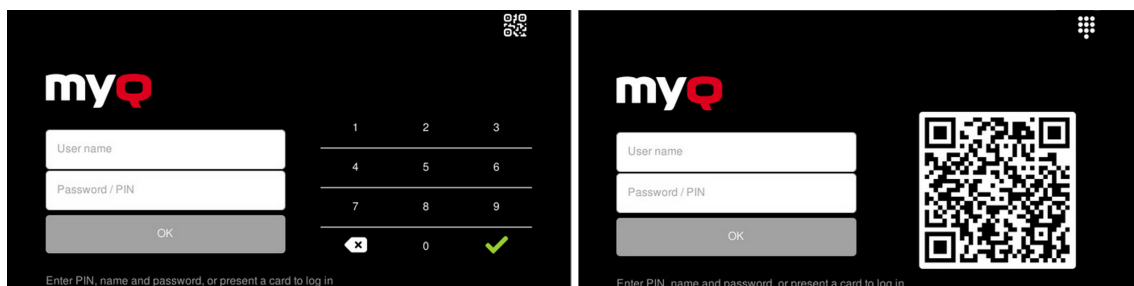 myQ
User name
Password / PIN
OK
1 2 3
4 5 6
7 8 9
0
Enter PIN, name and password, or present a card to log in
myQ
User name
Password / PIN
OK
Enter PIN, name and password, or present a card to log in